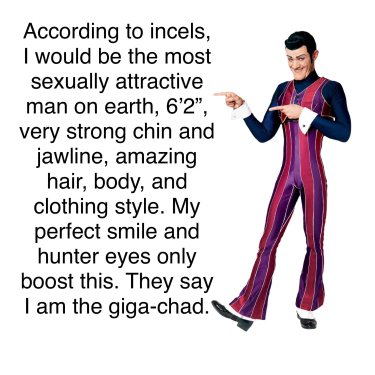 According to incels,
I would be the most
sexually attractive
man on earth, 6’2”,
very strong chin and
jawline, amazing
hair, body, and
clothing style. My
perfect smile and
hunter eyes only
boost this. They say
I am the giga-chad.